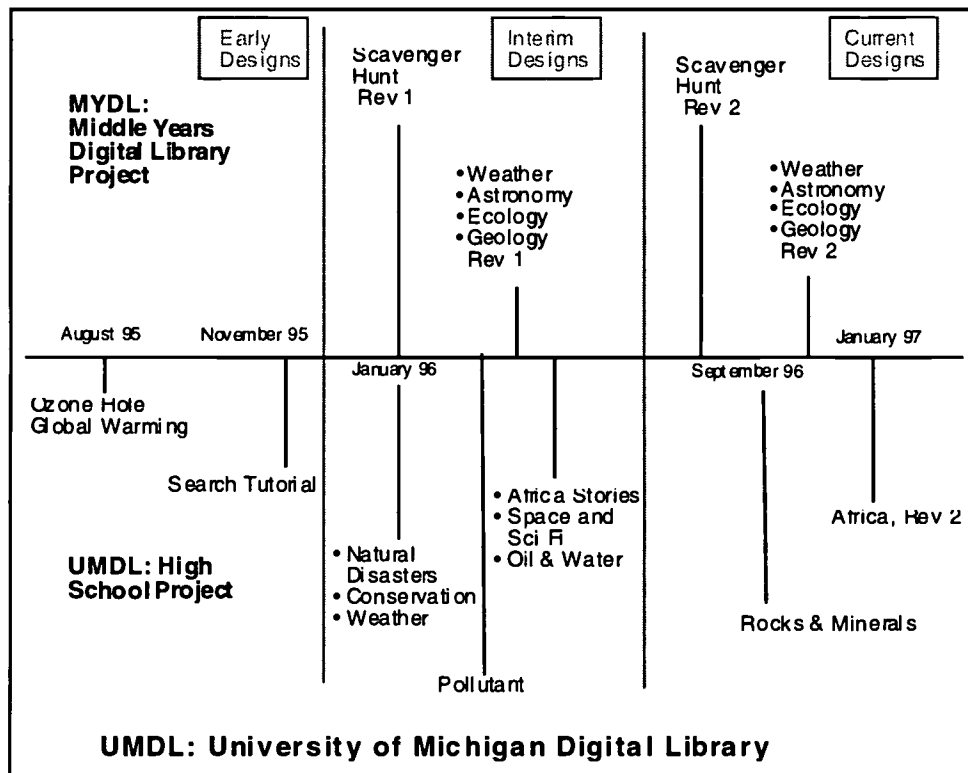 Early
Designs
Interim
Designs
Current
Designs
MYDL:
Middle Years
Digital Library
Project
Scavenger
Hunt
Rev 1
• Weather
• Astronomy
• Ecology
• Geology
Rev 1
Scavenger
Hunt
Rev 2
• Weather
• Astronomy
• Ecology
• Geology
Rev 2
August 95
November 95
January 96
September 96
January 97
Ozone Hole
Global Warming
Search Tutorial
• Natural
Disasters
• Conservation
• Weather
Pollutant
• Africa Stories
• Space and
Sci Fi
• Oil & Water
Rocks & Minerals
Africa, Rev 2
UMDL: High
School Project
UMDL: University of Michigan Digital Library